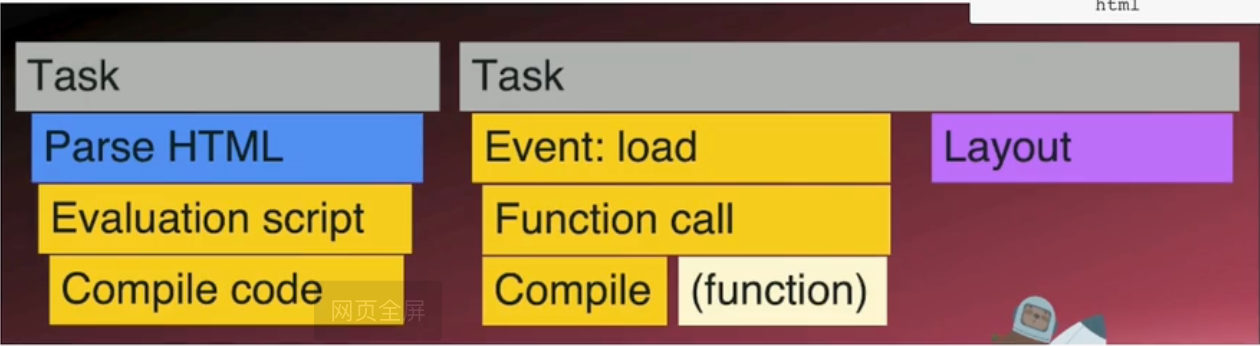 html
Task
Task
Parse HTML
Event: load
Layout
Evaluation script
Function call
Compile code
Compile
(function)
网页全屏